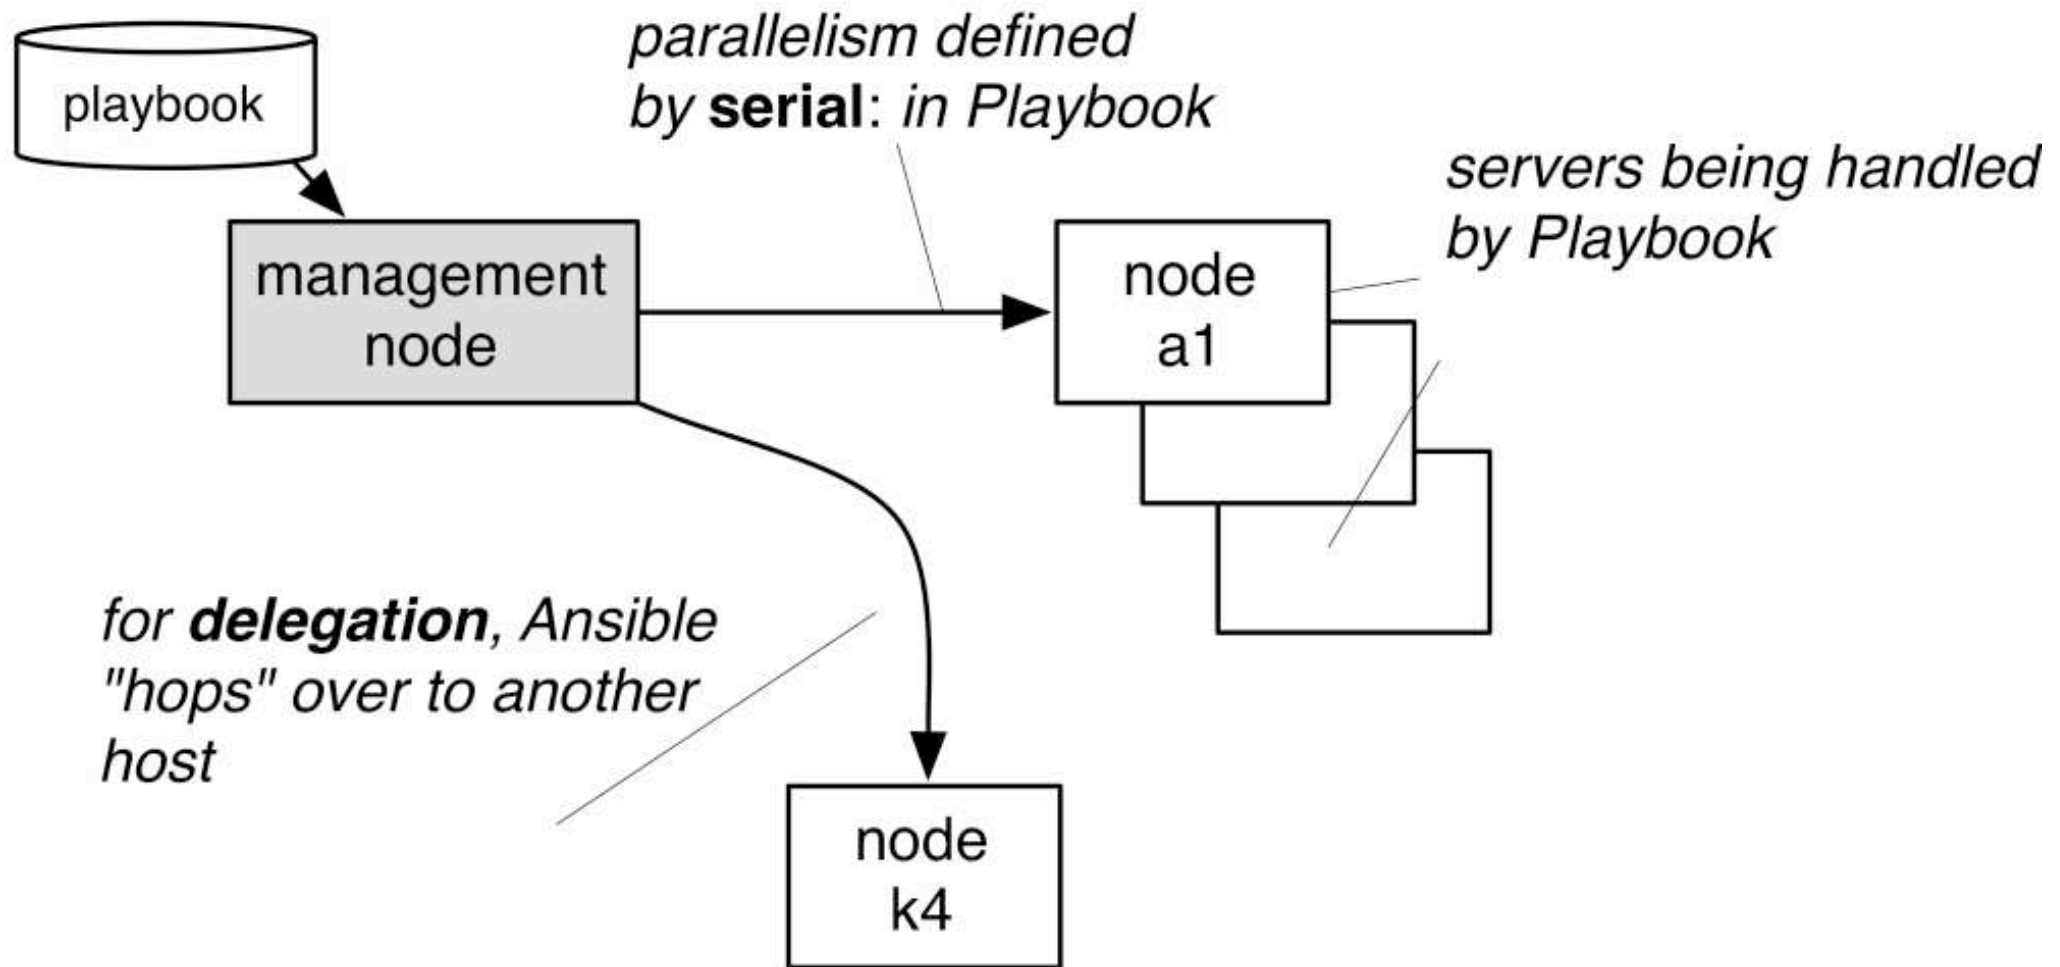 playbook
parallelism defined
by serial: in Playbook
servers being handled
by Playbook
management
node
node
a1
for delegation, Ansible
"hops" over to another
host
node
k4